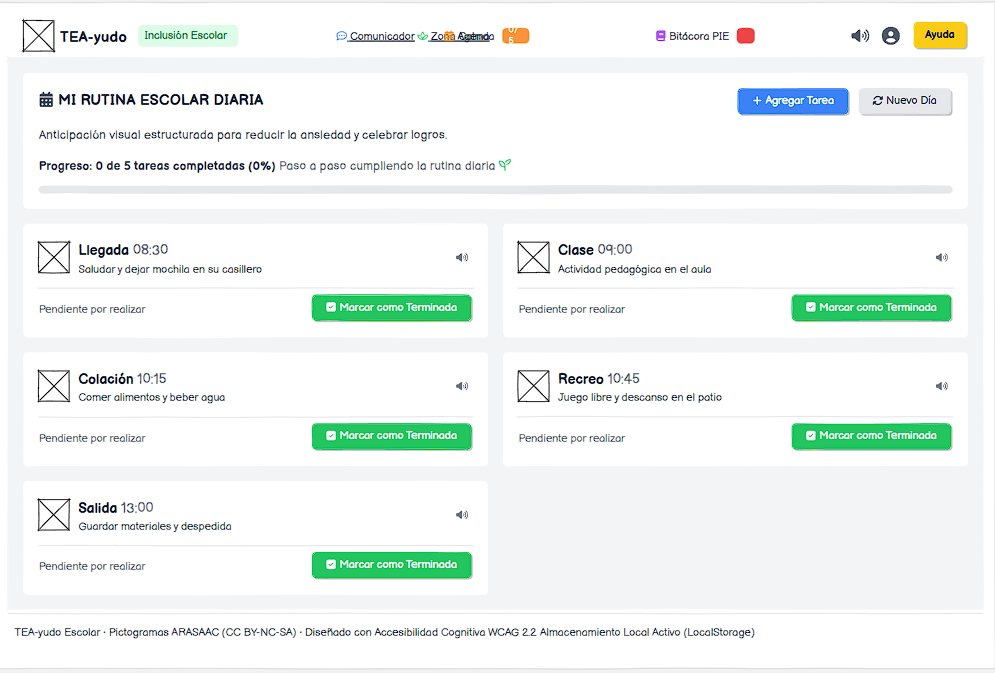 TEA-yudo
Inclusión Escolar
Comunicador
Zona
Agenda
Bitácora PIE
Ayuda
MI RUTINA ESCOLAR DIARIA
+ Agregar Tarea
Nuevo Día
Anticipación visual estructurada para reducir la ansiedad y celebrar logros.
Progreso: 0 de 5 tareas completadas (0%) Paso a paso cumpliendo la rutina diaria
Llegada 08:30
Saludar y dejar mochila en su casillero
Pendiente por realizar
Marcar como Terminada
Clase 09:00
Actividad pedagógica en el aula
Pendiente por realizar
Marcar como Terminada
Colación 10:15
Comer alimentos y beber agua
Pendiente por realizar
Marcar como Terminada
Recreo 10:45
Juego libre y descanso en el patio
Pendiente por realizar
Marcar como Terminada
Salida 13:00
Guardar materiales y despedida
Pendiente por realizar
Marcar como Terminada
TEA-yudo Escolar · Pictogramas ARASAAC (CC BY-NC-SA) · Diseñado con Accesibilidad Cognitiva WCAG 2.2 Almacenamiento Local Activo (LocalStorage)